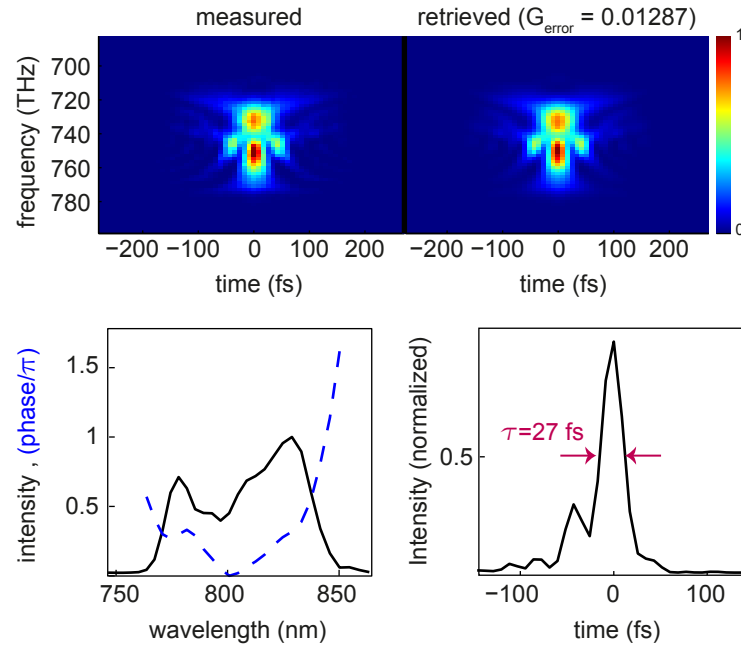 measured
retrieved (G_error = 0.01287)
1
700
720
740
760
780
0
frequency (THz)
−200 −100 0 100 200
−200 −100 0 100 200
time (fs)
time (fs)
1.5
1
0.5
intensity , (phase/π)
750 800 850
wavelength (nm)
0.5
Intensity (normalized)
τ=27 fs
−100 0 100
time (fs)